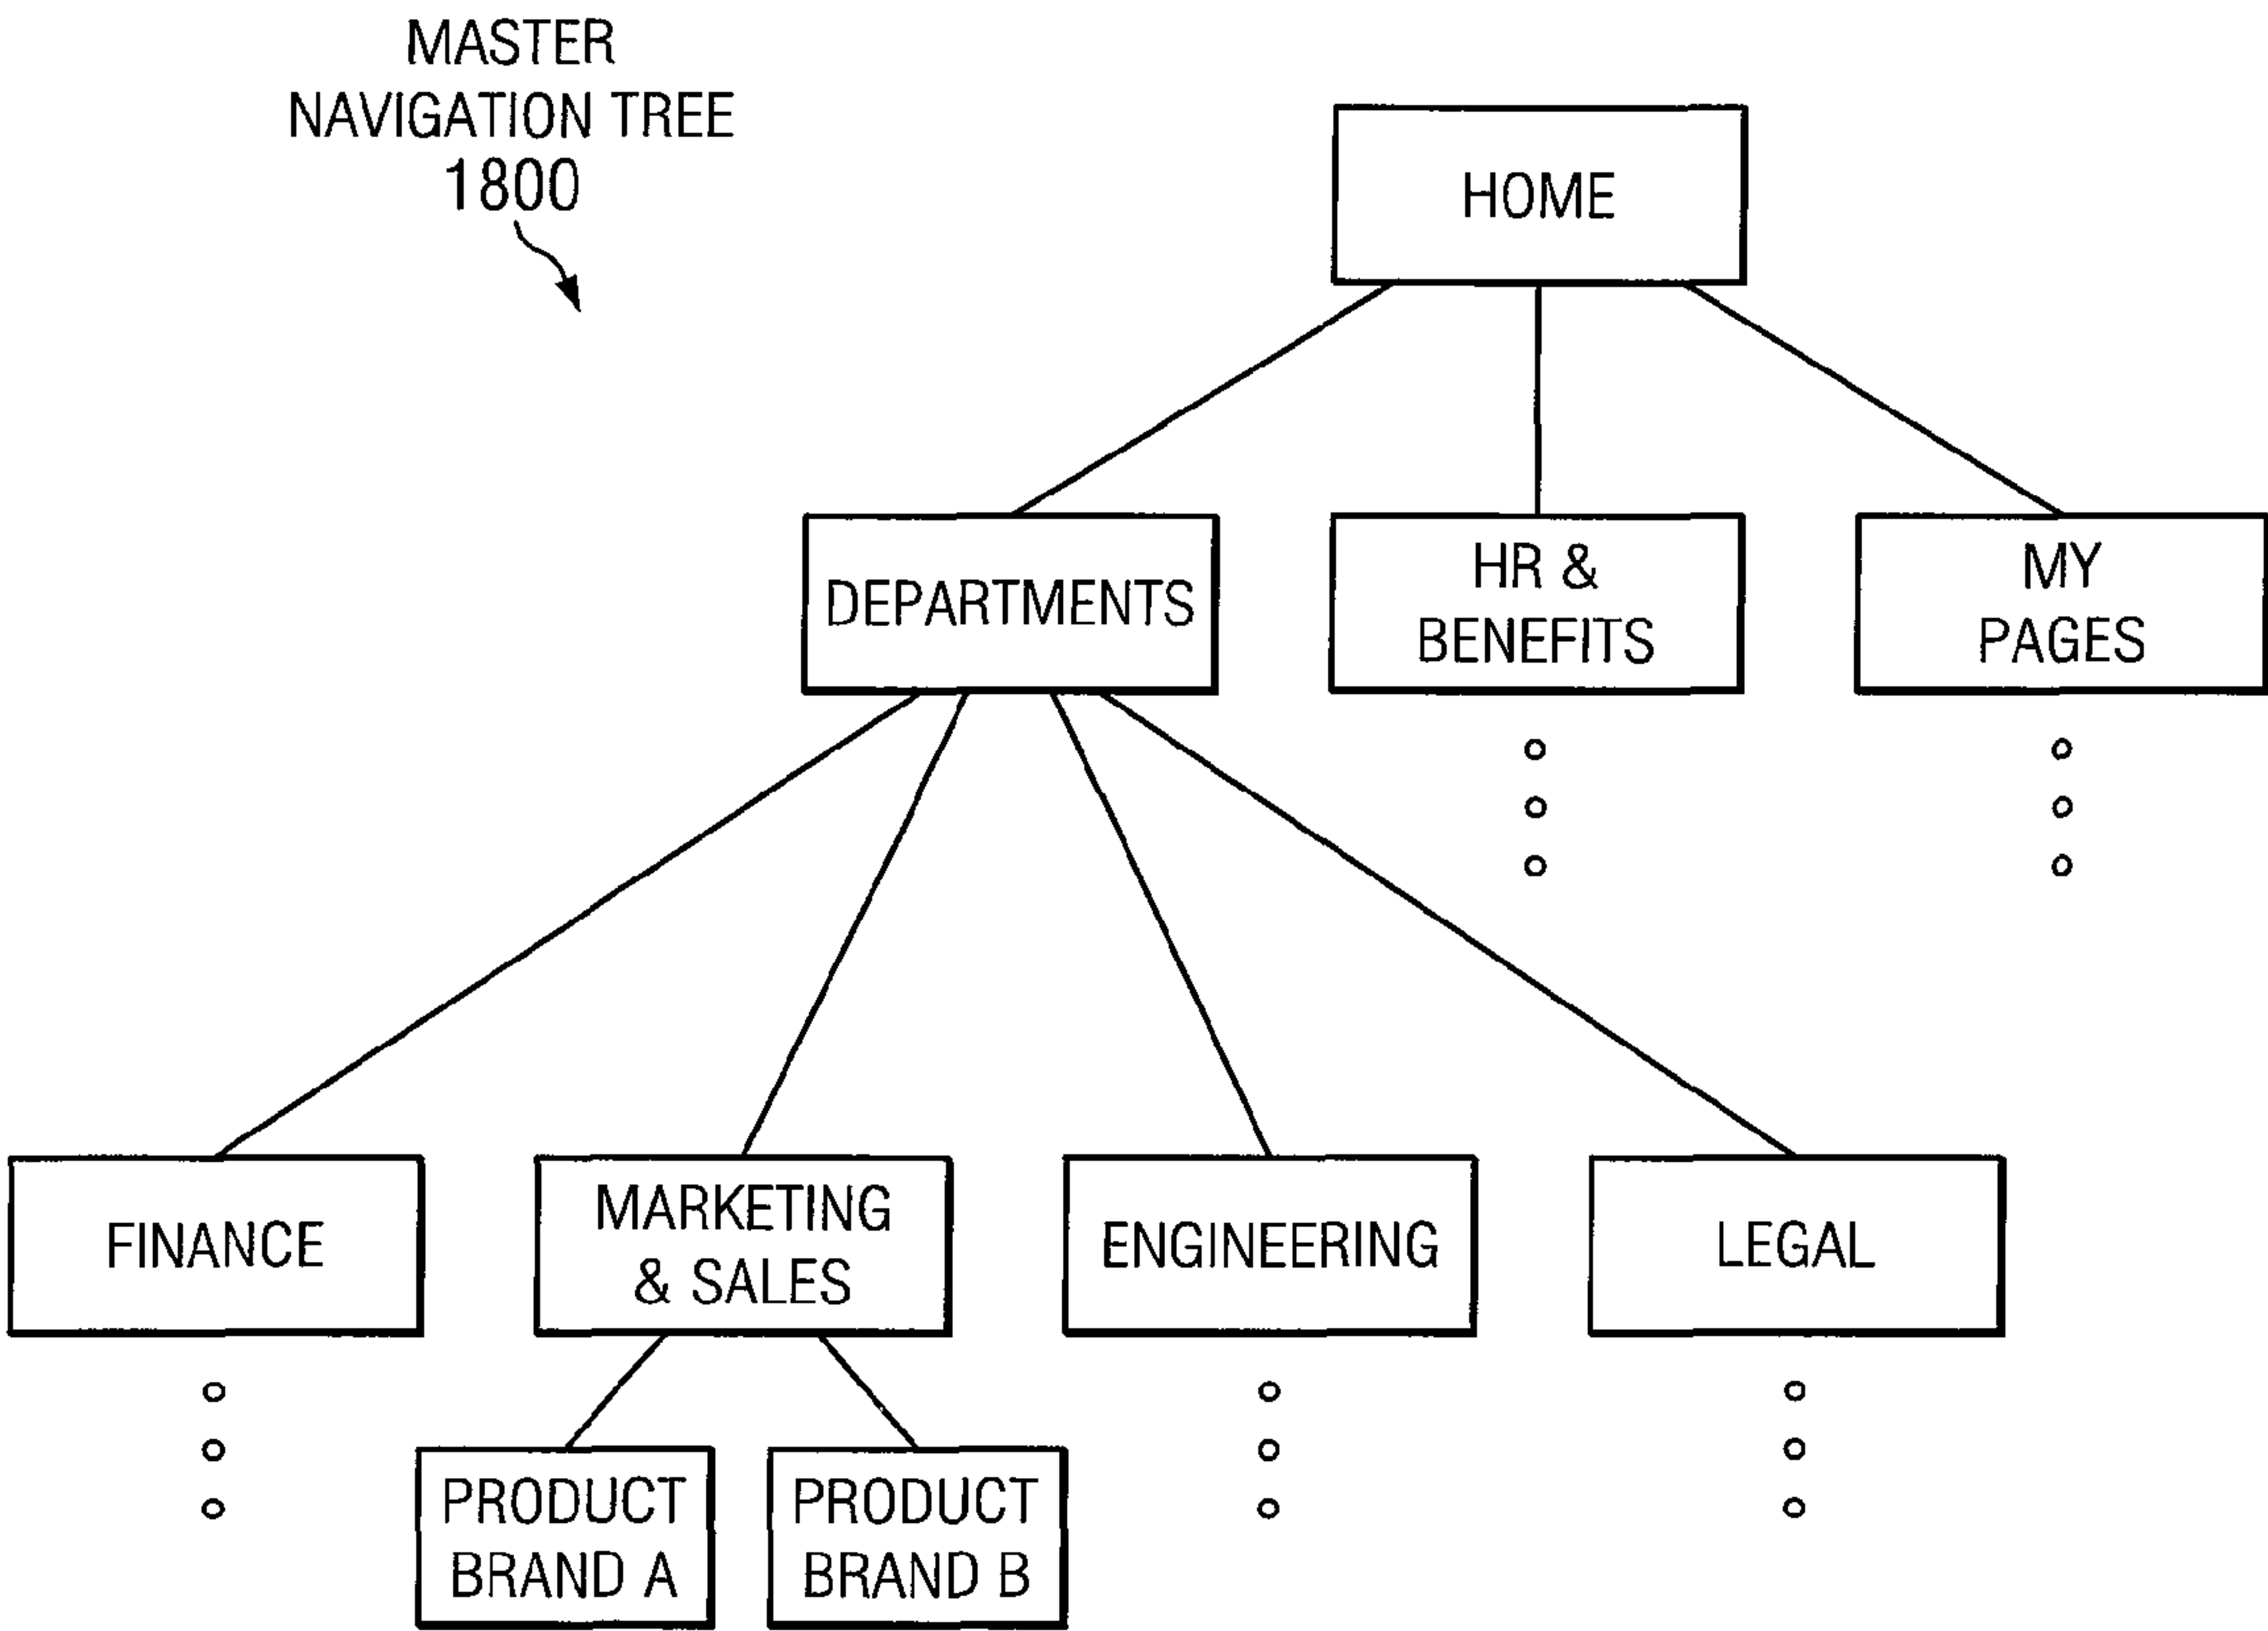 MASTER
NAVIGATION TREE
1800
HOME
DEPARTMENTS
HR &
BENEFITS
MY
PAGES
FINANCE
MARKETING
& SALES
ENGINEERING
LEGAL
PRODUCT
BRAND A
PRODUCT
BRAND B